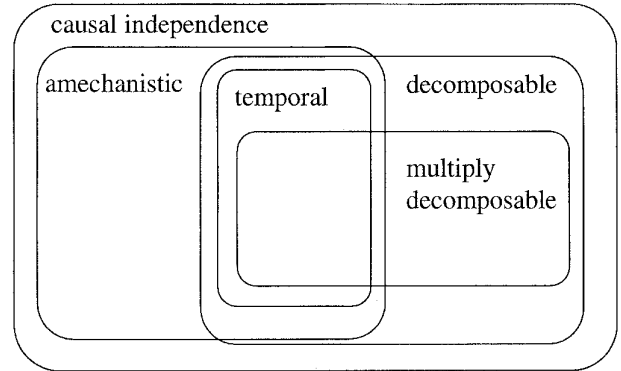 causal independence
amechanistic
temporal
decomposable
multiply
decomposable